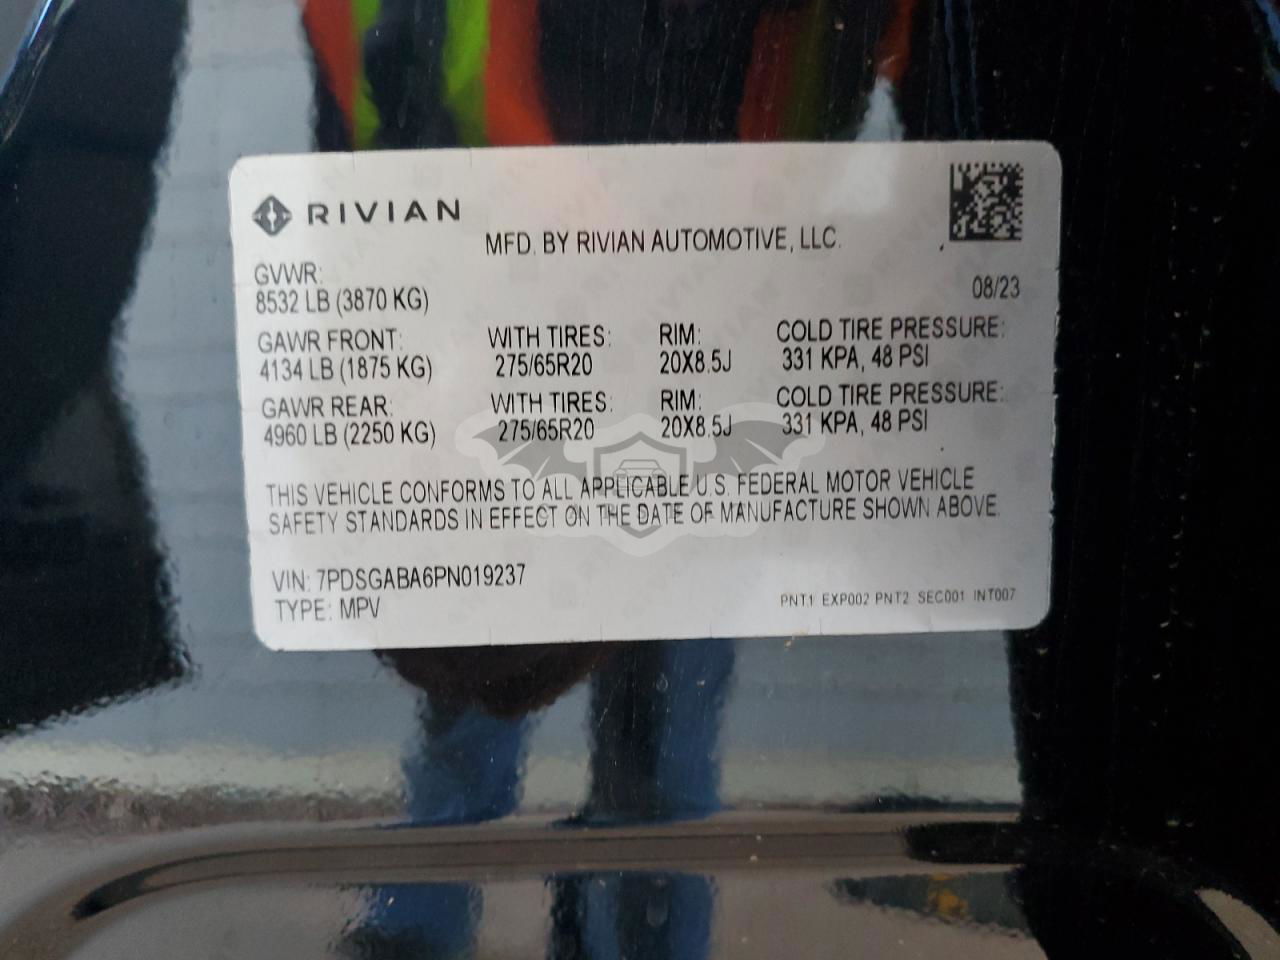 RIVIAN
MFD. BY RIVIAN AUTOMOTIVE, LLC.
GVWR:
8532 LB (3870 KG)
08/23
GAWR FRONT: WITH TIRES: RIM: COLD TIRE PRESSURE:
4134 LB (1875 KG) 275/65R20 20X8.5J 331 KPA, 48 PSI
GAWR REAR: WITH TIRES: RIM: COLD TIRE PRESSURE:
4960 LB (2250 KG) 275/65R20 20X8.5J 331 KPA, 48 PSI
THIS VEHICLE CONFORMS TO ALL APPLICABLE U.S. FEDERAL MOTOR VEHICLE
SAFETY STANDARDS IN EFFECT ON THE DATE OF MANUFACTURE SHOWN ABOVE.
VIN: 7PDSGABA6PN019237
TYPE: MPV
PNT1 EXP002 PNT2 SEC001 INT007